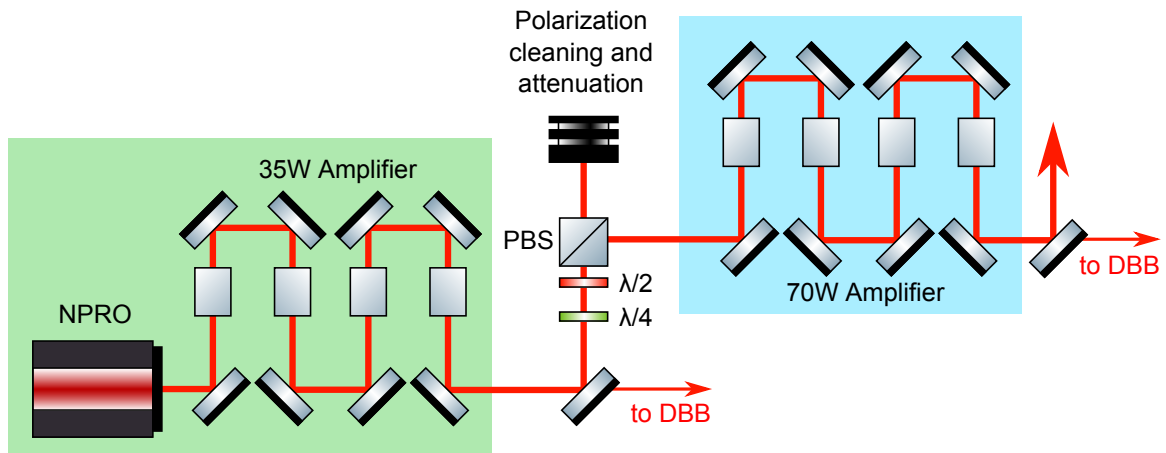 Polarization
cleaning and
attenuation
35W Amplifier
PBS
λ/2
to DBB
70W Amplifier
NPRO
λ/4
to DBB